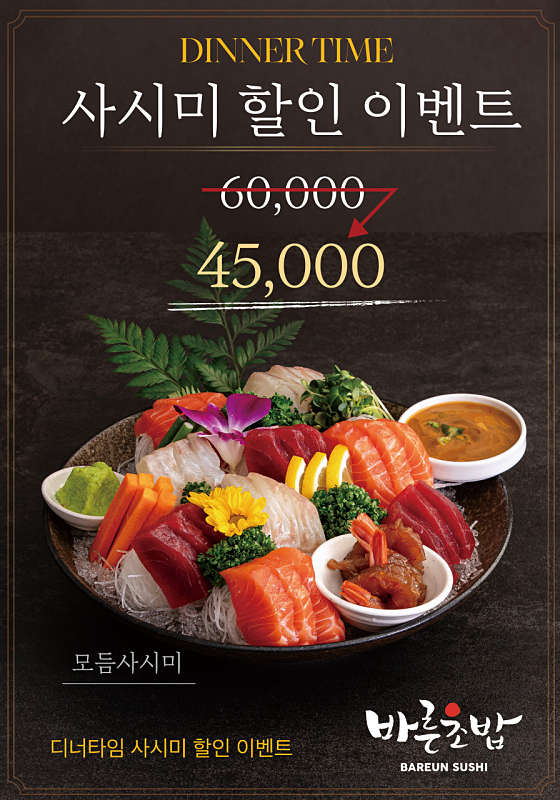 DINNER TIME
사시미 할인 이벤트
60,000
45,000
모듬사시미
디너타임 사시미 할인 이벤트
바른초밥
BAREUN SUSHI